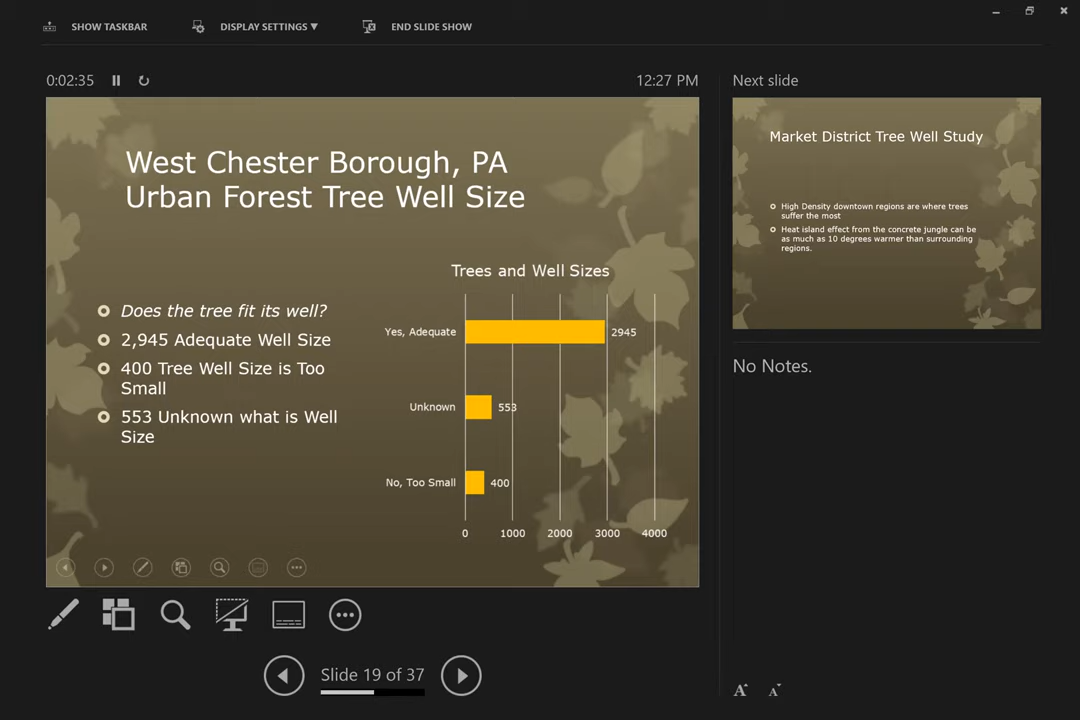 SHOW TASKBAR
DISPLAY SETTINGS ▼
END SLIDE SHOW
0:02:35
12:27 PM
West Chester Borough, PA
Urban Forest Tree Well Size
Does the tree fit its well?
2,945 Adequate Well Size
400 Tree Well Size is Too
Small
553 Unknown what is Well
Size
Trees and Well Sizes
Yes, Adequate
2945
Unknown
553
No, Too Small
400
0 1000 2000 3000 4000
Slide 19 of 37
Next slide
Market District Tree Well Study
High Density downtown regions are where trees
suffer the most
Heat island effect from the concrete jungle can be
as much as 10 degrees warmer than surrounding
regions.
No Notes.
A A